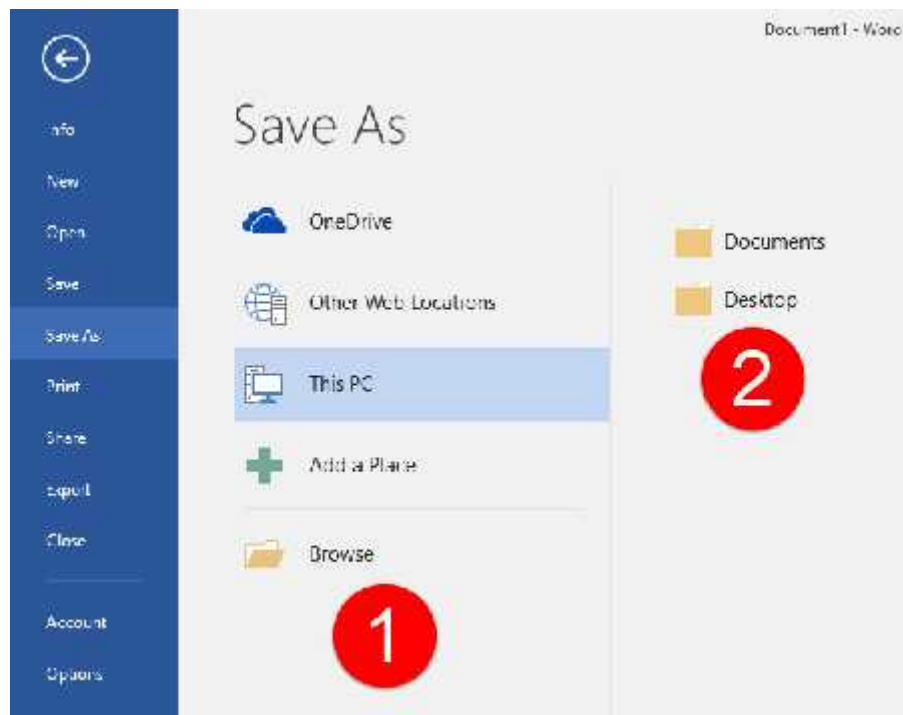 Document1 - Word
Info
New
Open
Save
Save As
Print
Share
Export
Close
Account
Options
Save As
OneDrive
Other Web Locations
This PC
Add a Place
Browse
1
Documents
Desktop
2